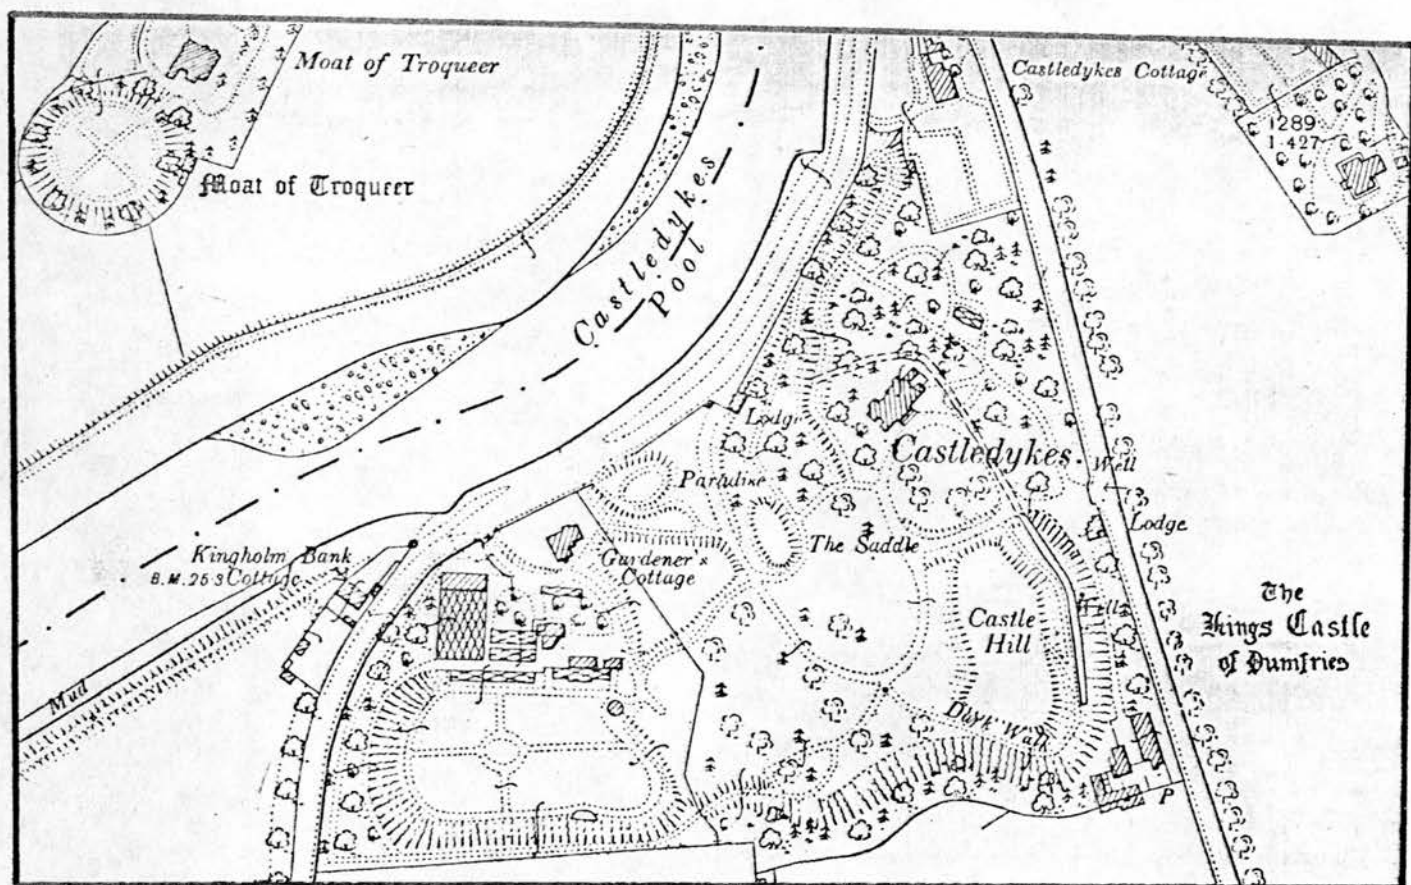 Moat of Troqueer
Moat of Troqueer
Castledykes
Pool
Castledykes Cottage
1289
1.427
Lodge
Castledykes.
Well
Lodge
Paradise
The Saddle
Gardener's
Cottage
Kingholm Bank
B.M. 25.3 Cottage
Mud
Castle
Hill
Dark Walk
P
The
Kings Castle
of Dumfries